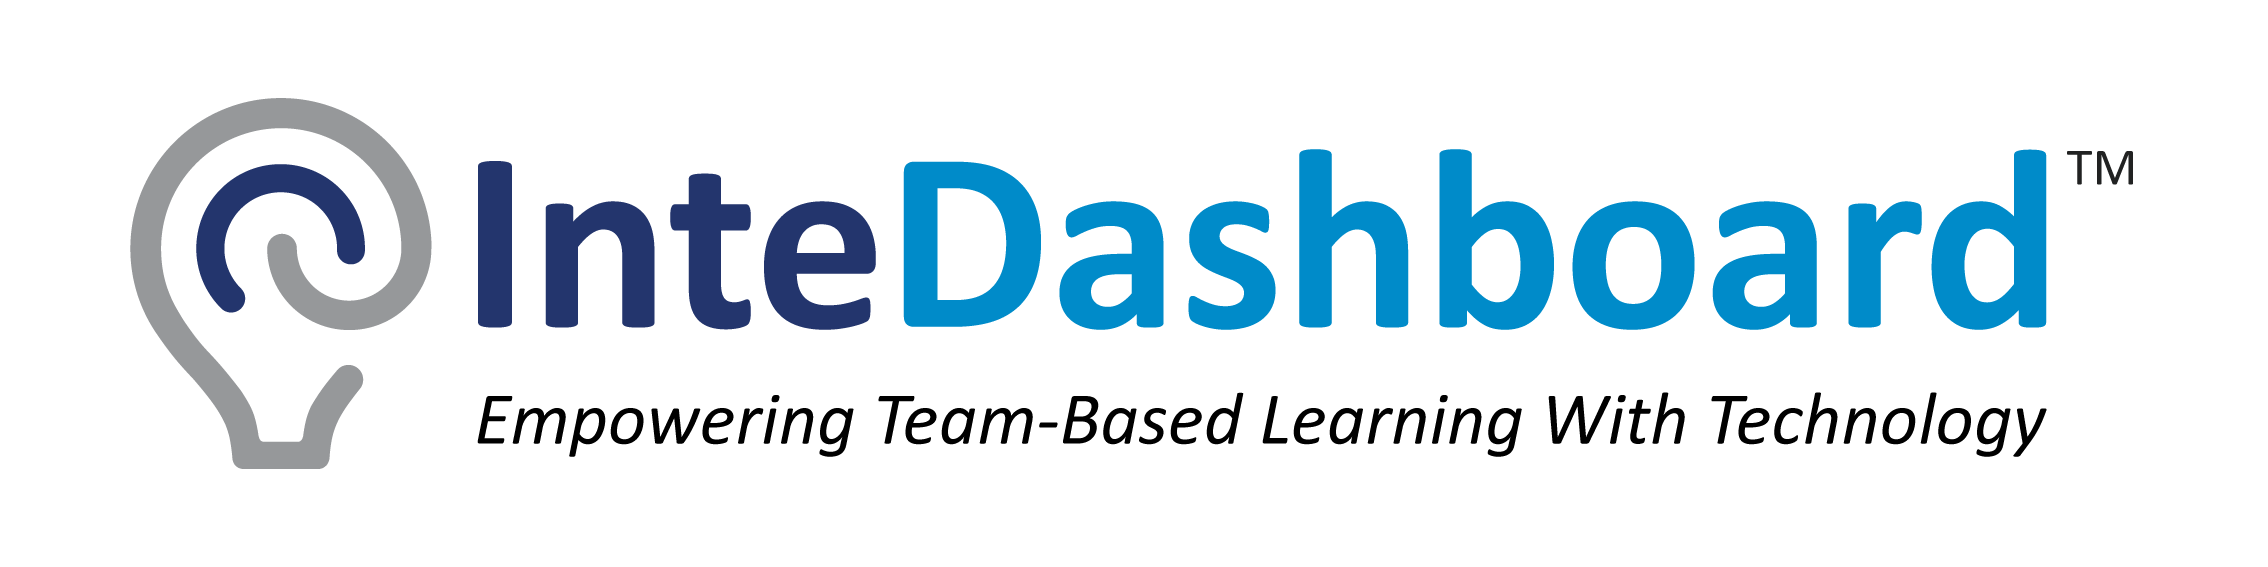 InteDashboard™
Empowering Team-Based Learning With Technology